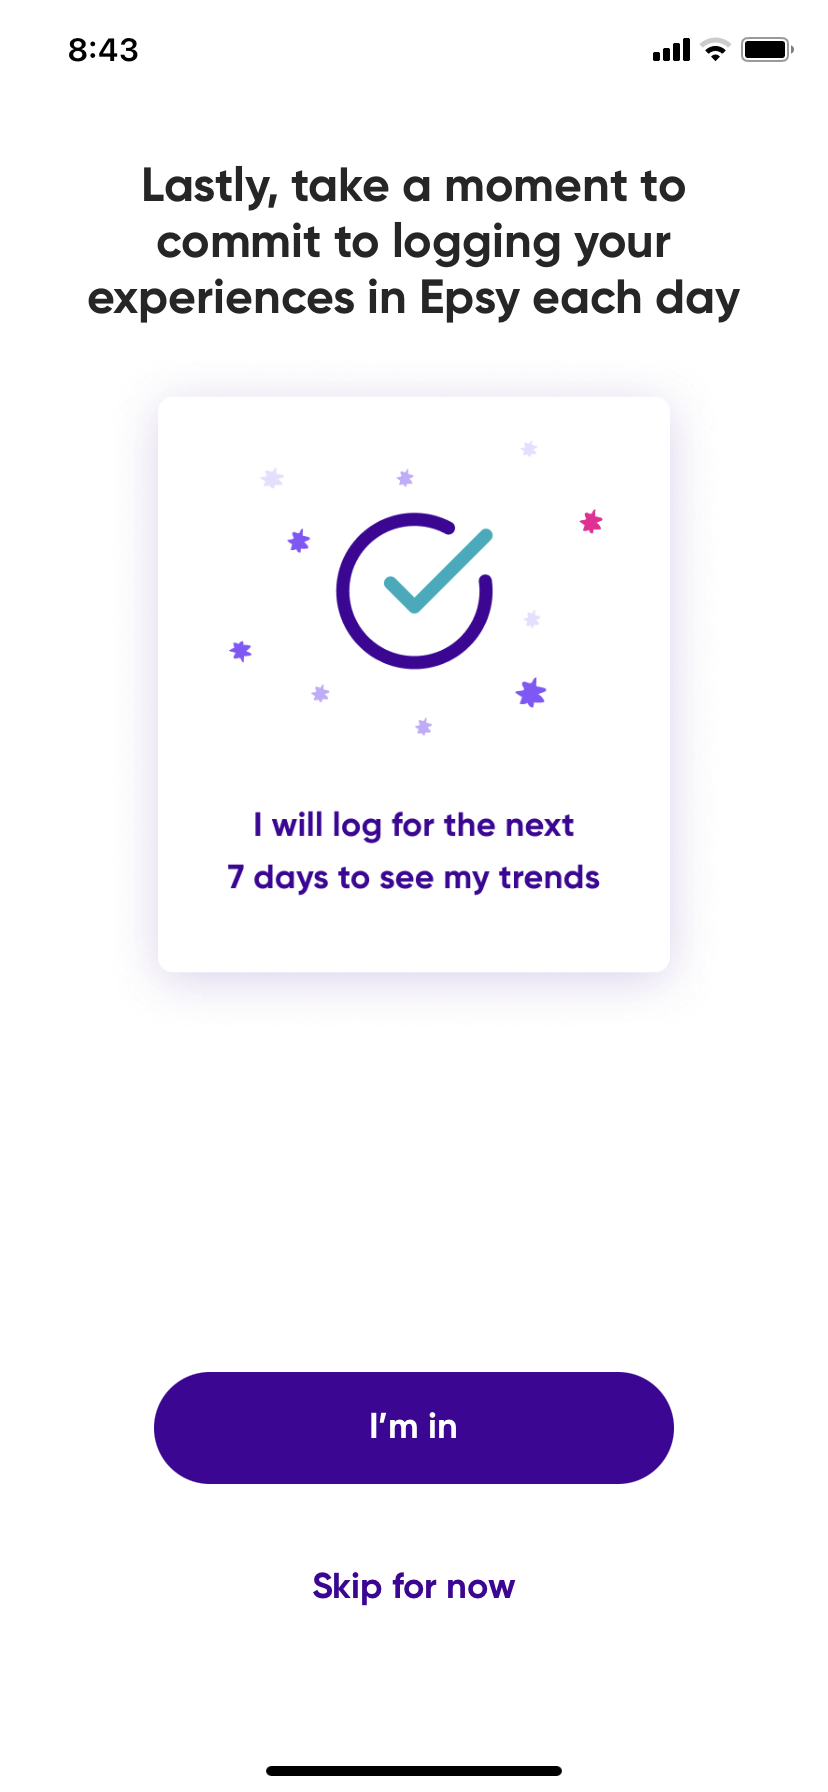 8:43
Lastly, take a moment to
commit to logging your
experiences in Epsy each day
I will log for the next
7 days to see my trends
I’m in
Skip for now